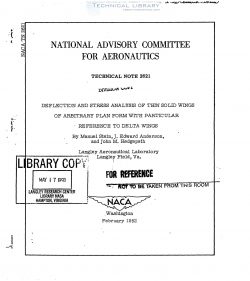 TECHNICAL LIBRARY
NACA TN 2621
NATIONAL ADVISORY COMMITTEE
FOR AERONAUTICS
TECHNICAL NOTE 2621
DEFLECTION AND STRESS ANALYSIS OF THIN SOLID WINGS
OF ARBITRARY PLAN FORM WITH PARTICULAR
REFERENCE TO DELTA WINGS
By Manuel Stein, J. Edward Anderson,
and John M. Hedgepeth
Langley Aeronautical Laboratory
Langley Field, Va.
LIBRARY COPY
MAY 17 1993
LANGLEY RESEARCH CENTER
LIBRARY NASA
HAMPTON, VIRGINIA
FOR REFERENCE
NOT TO BE TAKEN FROM THIS ROOM
NACA
Washington
February 1952